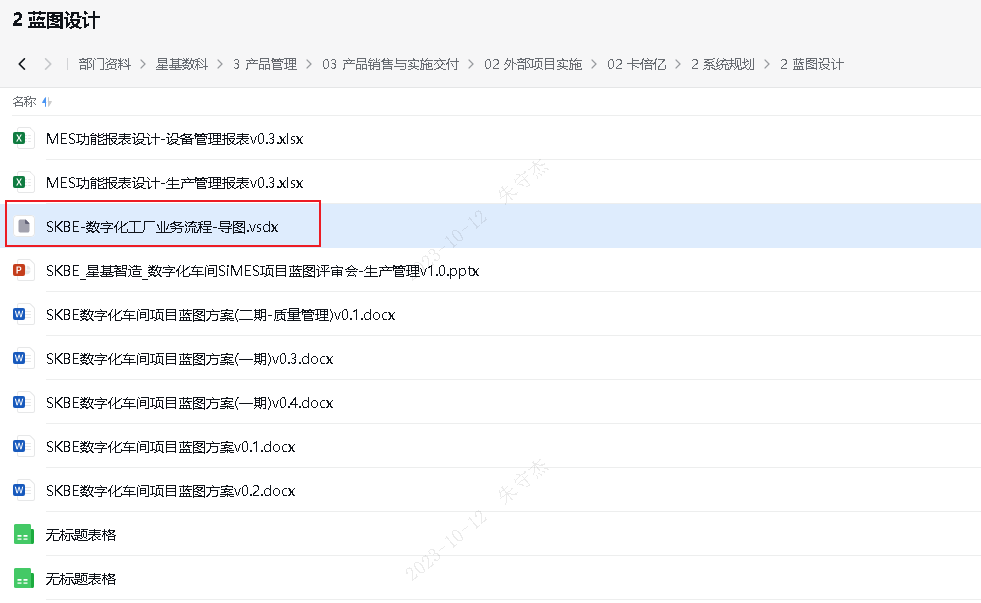 2 蓝图设计
部门资料 > 星基数科 > 3 产品管理 > 03 产品销售与实施交付 > 02 外部项目实施 > 02 卡倍亿 > 2 系统规划 > 2 蓝图设计
名称
MES功能报表设计-设备管理报表v0.3.xlsx
MES功能报表设计-生产管理报表v0.3.xlsx
SKBE-数字化工厂业务流程-导图.vsdx
SKBE_星基智造_数字化车间SiMES项目蓝图评审会-生产管理v1.0.pptx
SKBE数字化车间项目蓝图方案(二期-质量管理)v0.1.docx
SKBE数字化车间项目蓝图方案(一期)v0.3.docx
SKBE数字化车间项目蓝图方案(一期)v0.4.docx
SKBE数字化车间项目蓝图方案v0.1.docx
SKBE数字化车间项目蓝图方案v0.2.docx
无标题表格
无标题表格
2023-10-12 朱守杰
2023-10-12 朱守杰